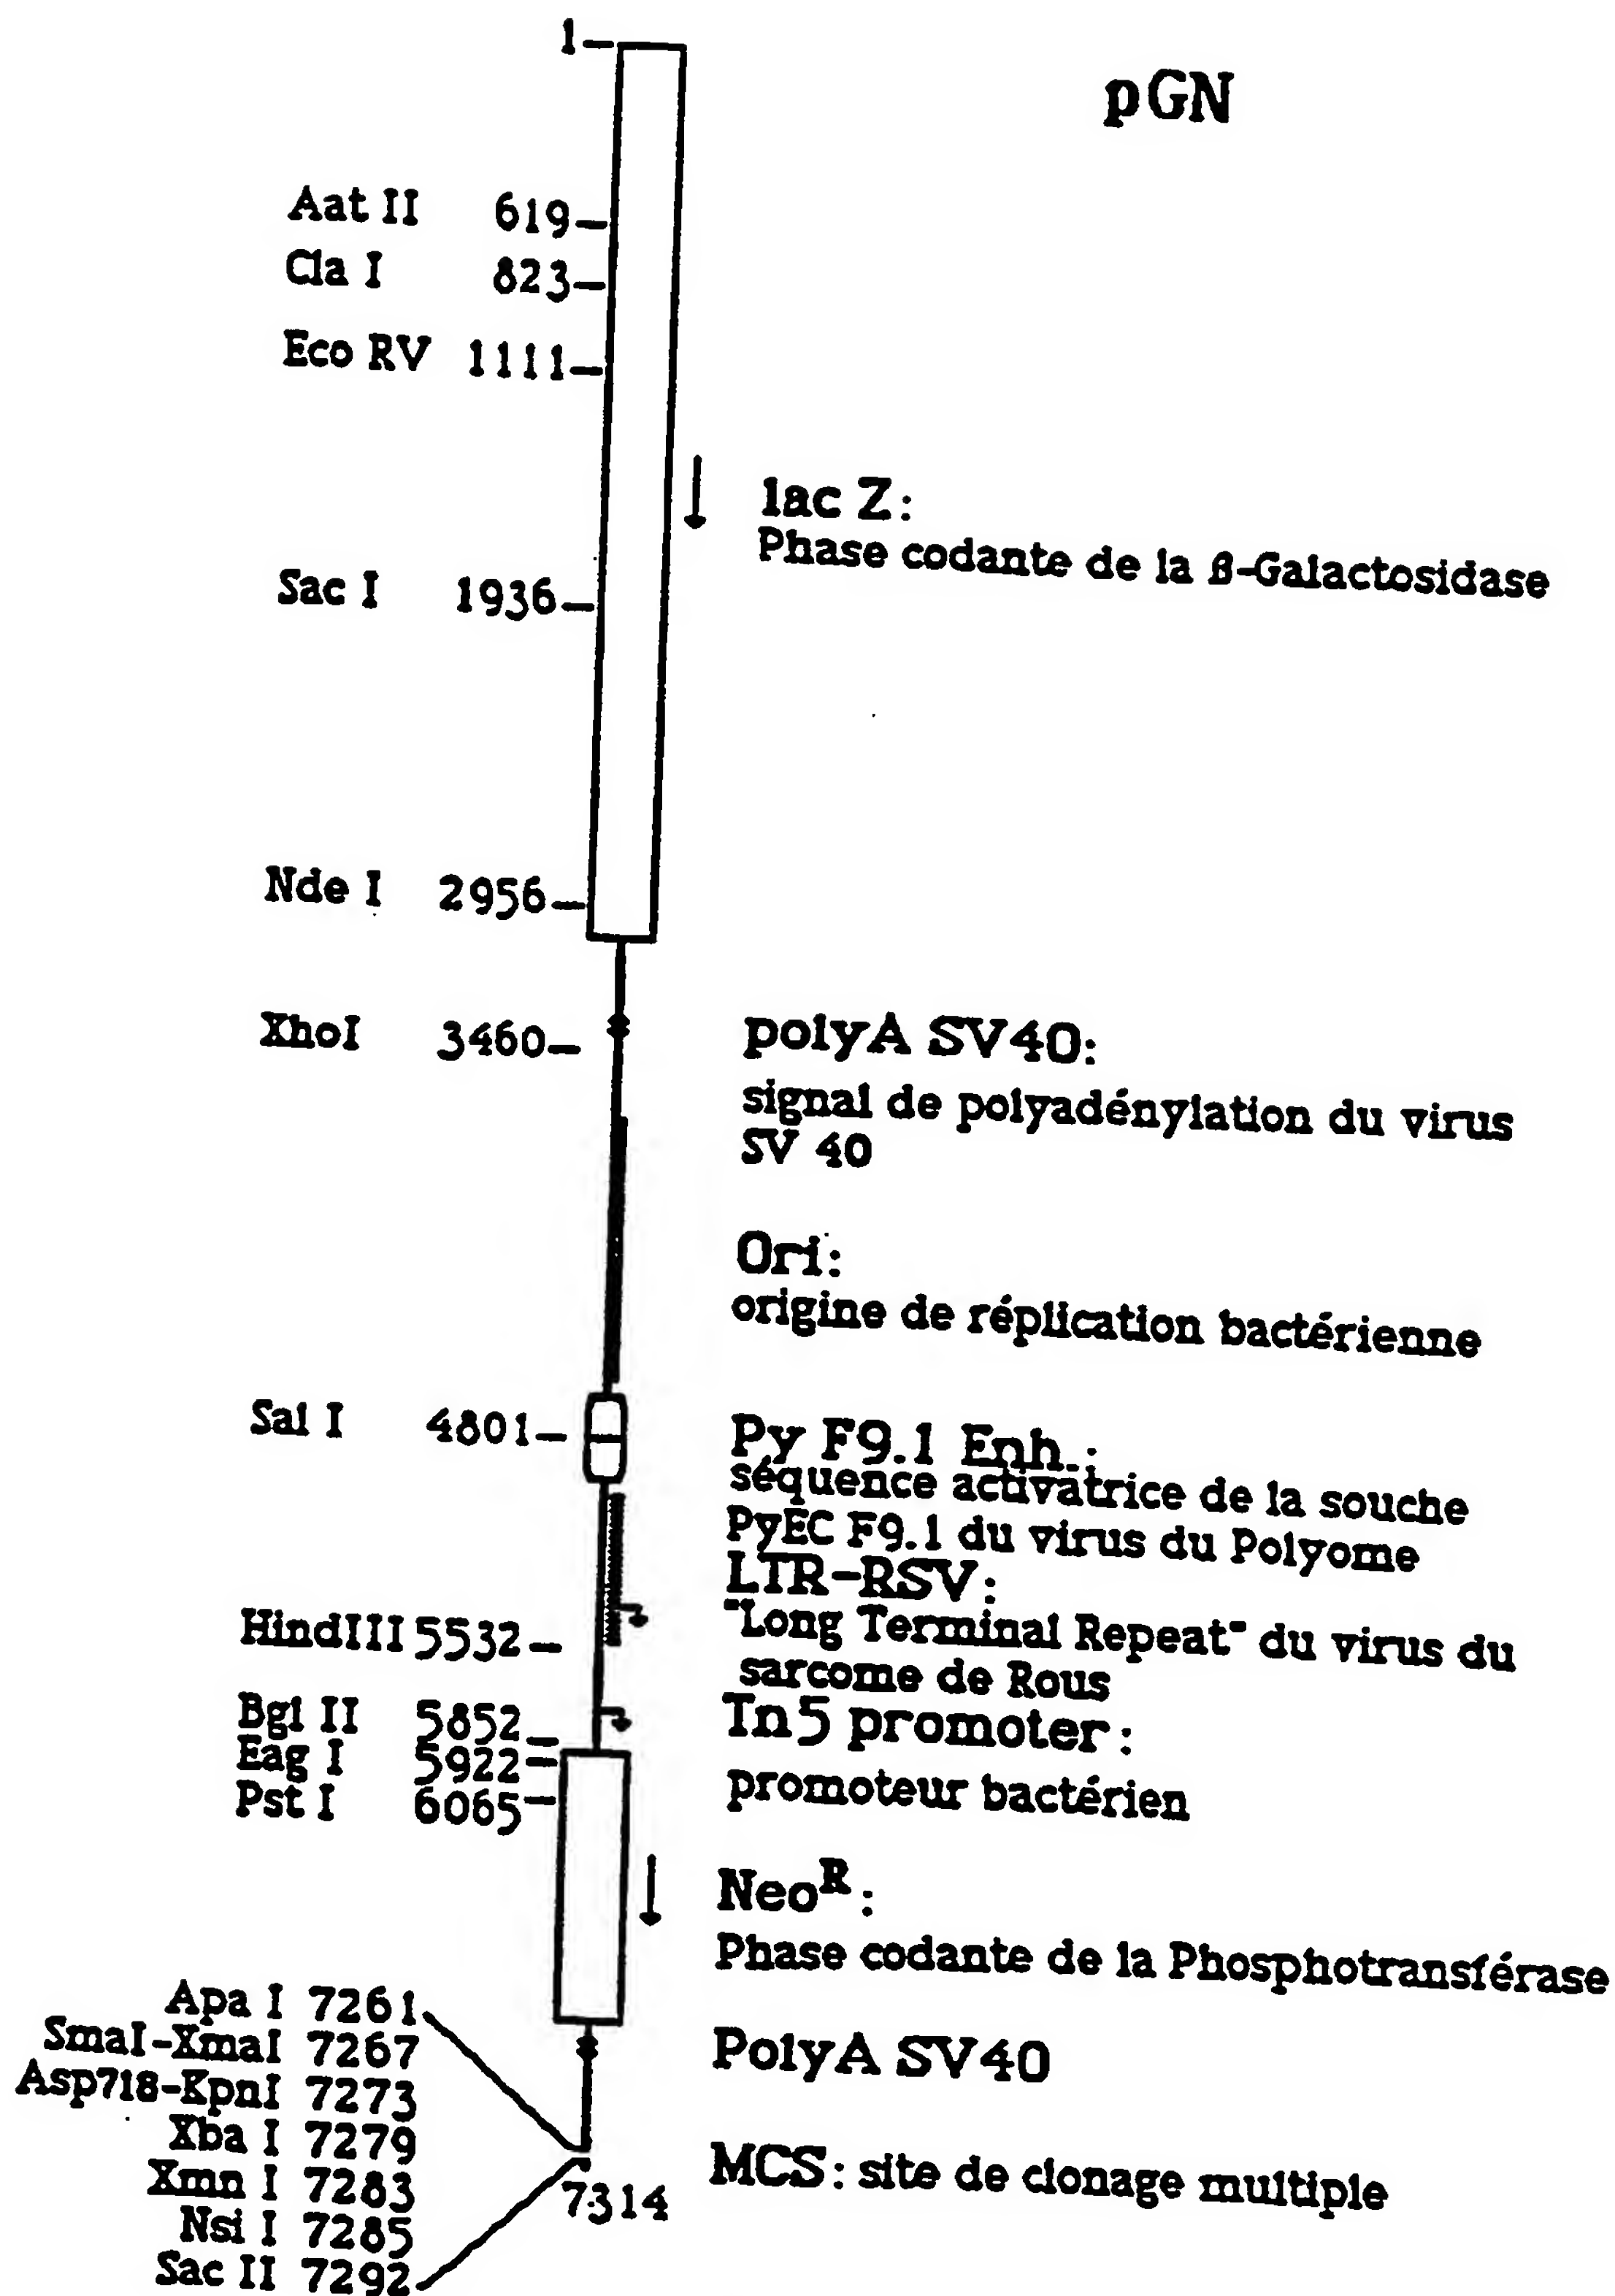 1
pGN
Aat II 619
Cla I 823
Eco RV 1111
lac Z:
Phase codante de la β-Galactosidase
Sac I 1936
Nde I 2956
XhoI 3460
polyA SV40:
signal de polyadénylation du virus
SV 40
Ori:
origine de réplication bactérienne
Sal I 4801
Py F9.1 Enh.:
séquence activatrice de la souche
PyEC F9.1 du virus du Polyome
LTR-RSV:
"Long Terminal Repeat" du virus du
sarcome de Rous
HindIII 5532
Bgl II 5852
Eag I 5922
Pst I 6065
Tn5 promoter:
promoteur bactérien
Neo^R:
Phase codante de la Phosphotransférase
Apa I 7261
SmaI-XmaI 7267
Asp718-KpnI 7273
Xba I 7279
Xmn I 7283
Nsi I 7285
Sac II 7292
PolyA SV40
MCS: site de clonage multiple
7314